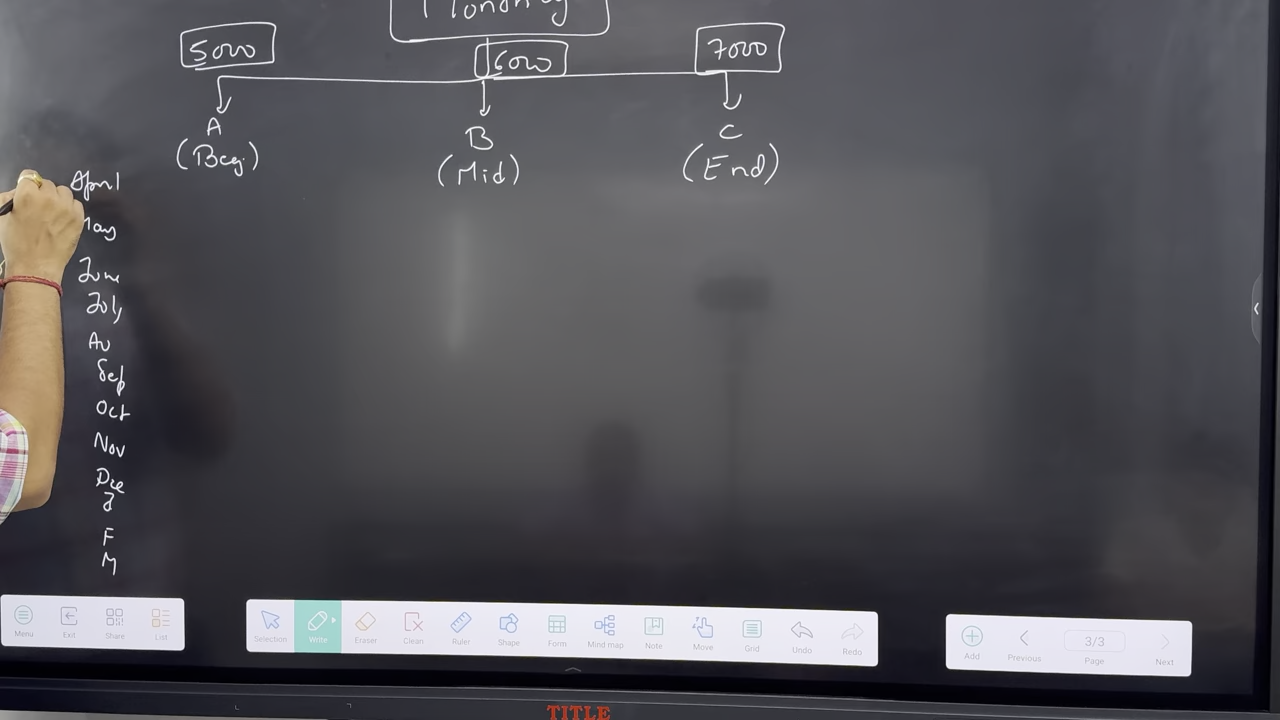 Monthly
5000
6000
7000
A
B
C
(Beg.)
(Mid)
(End)
April
May
June
July
Au
Sep
Oct
Nov
Dec
J
F
M
Menu
Exit
Share
List
Selection
Write
Eraser
Clean
Ruler
Shape
Form
Mind map
Note
Move
Grid
Undo
Redo
Add
Previous
3/3
Page
Next
TITLE